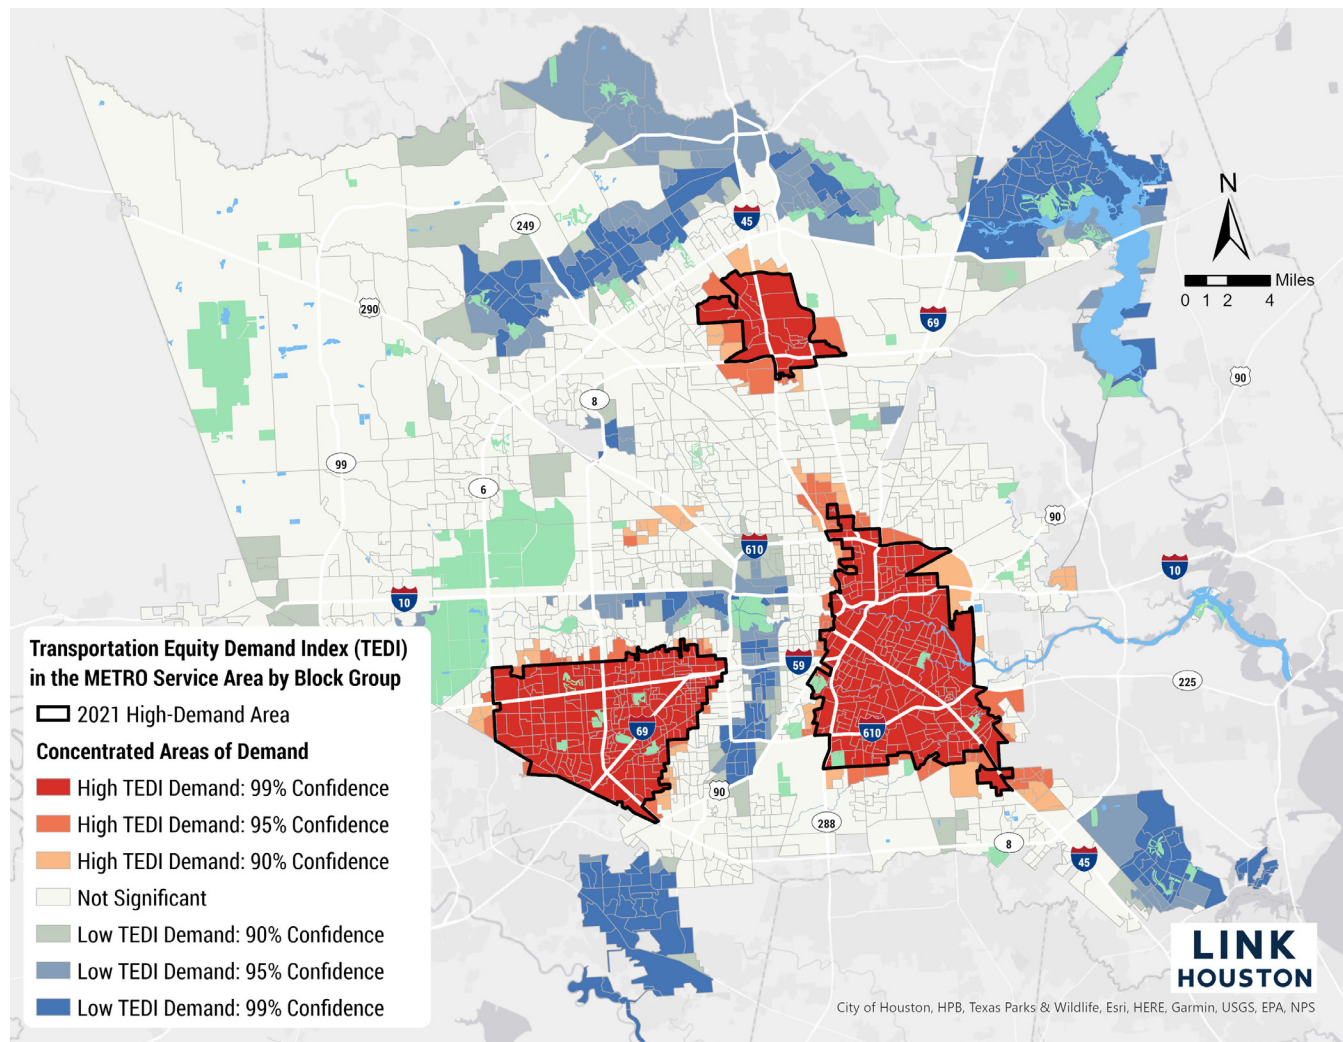 249
45
N
Miles
0 1 2 4
290
69
90
8
99
6
90
610
10
10
Transportation Equity Demand Index (TEDI)
in the METRO Service Area by Block Group
2021 High-Demand Area
Concentrated Areas of Demand
High TEDI Demand: 99% Confidence
High TEDI Demand: 95% Confidence
High TEDI Demand: 90% Confidence
Not Significant
Low TEDI Demand: 90% Confidence
Low TEDI Demand: 95% Confidence
Low TEDI Demand: 99% Confidence
59
225
69
610
90
288
8
45
LINK
HOUSTON
City of Houston, HPB, Texas Parks & Wildlife, Esri, HERE, Garmin, USGS, EPA, NPS